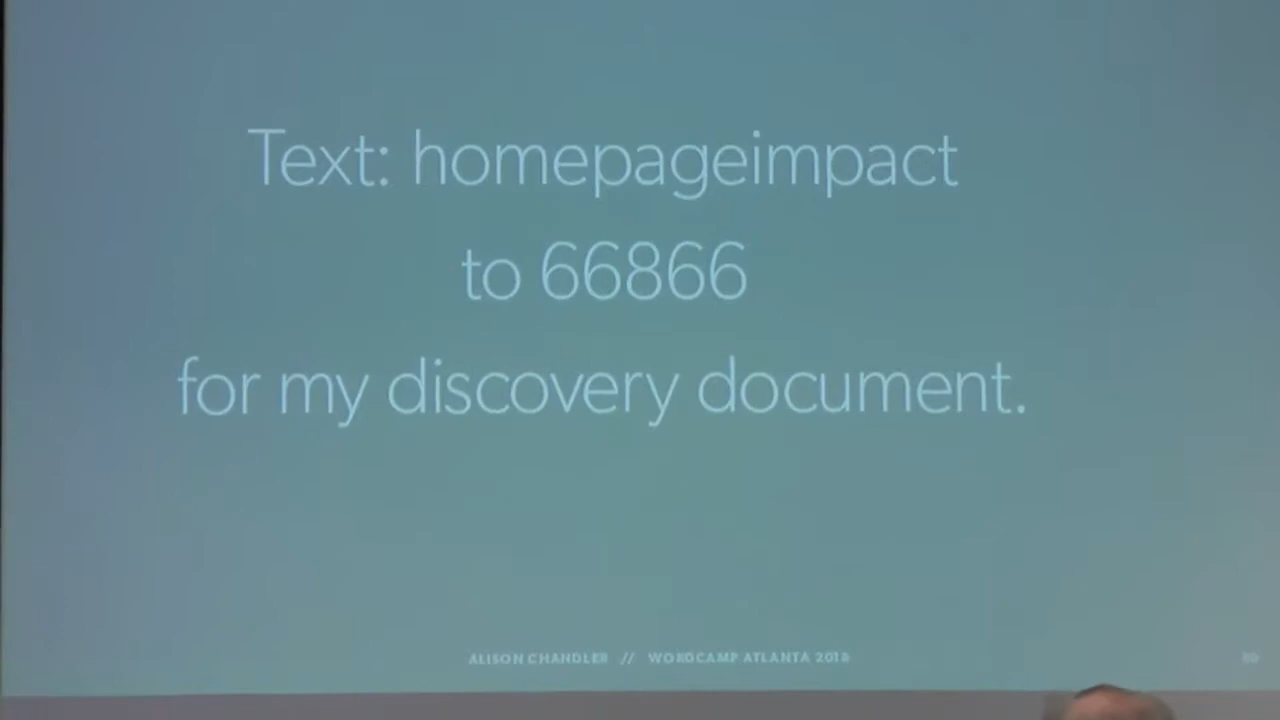 Text: homepageimpact
to 66866
for my discovery document.
ALISON CHANDLER // WORDCAMP ATLANTA 2018